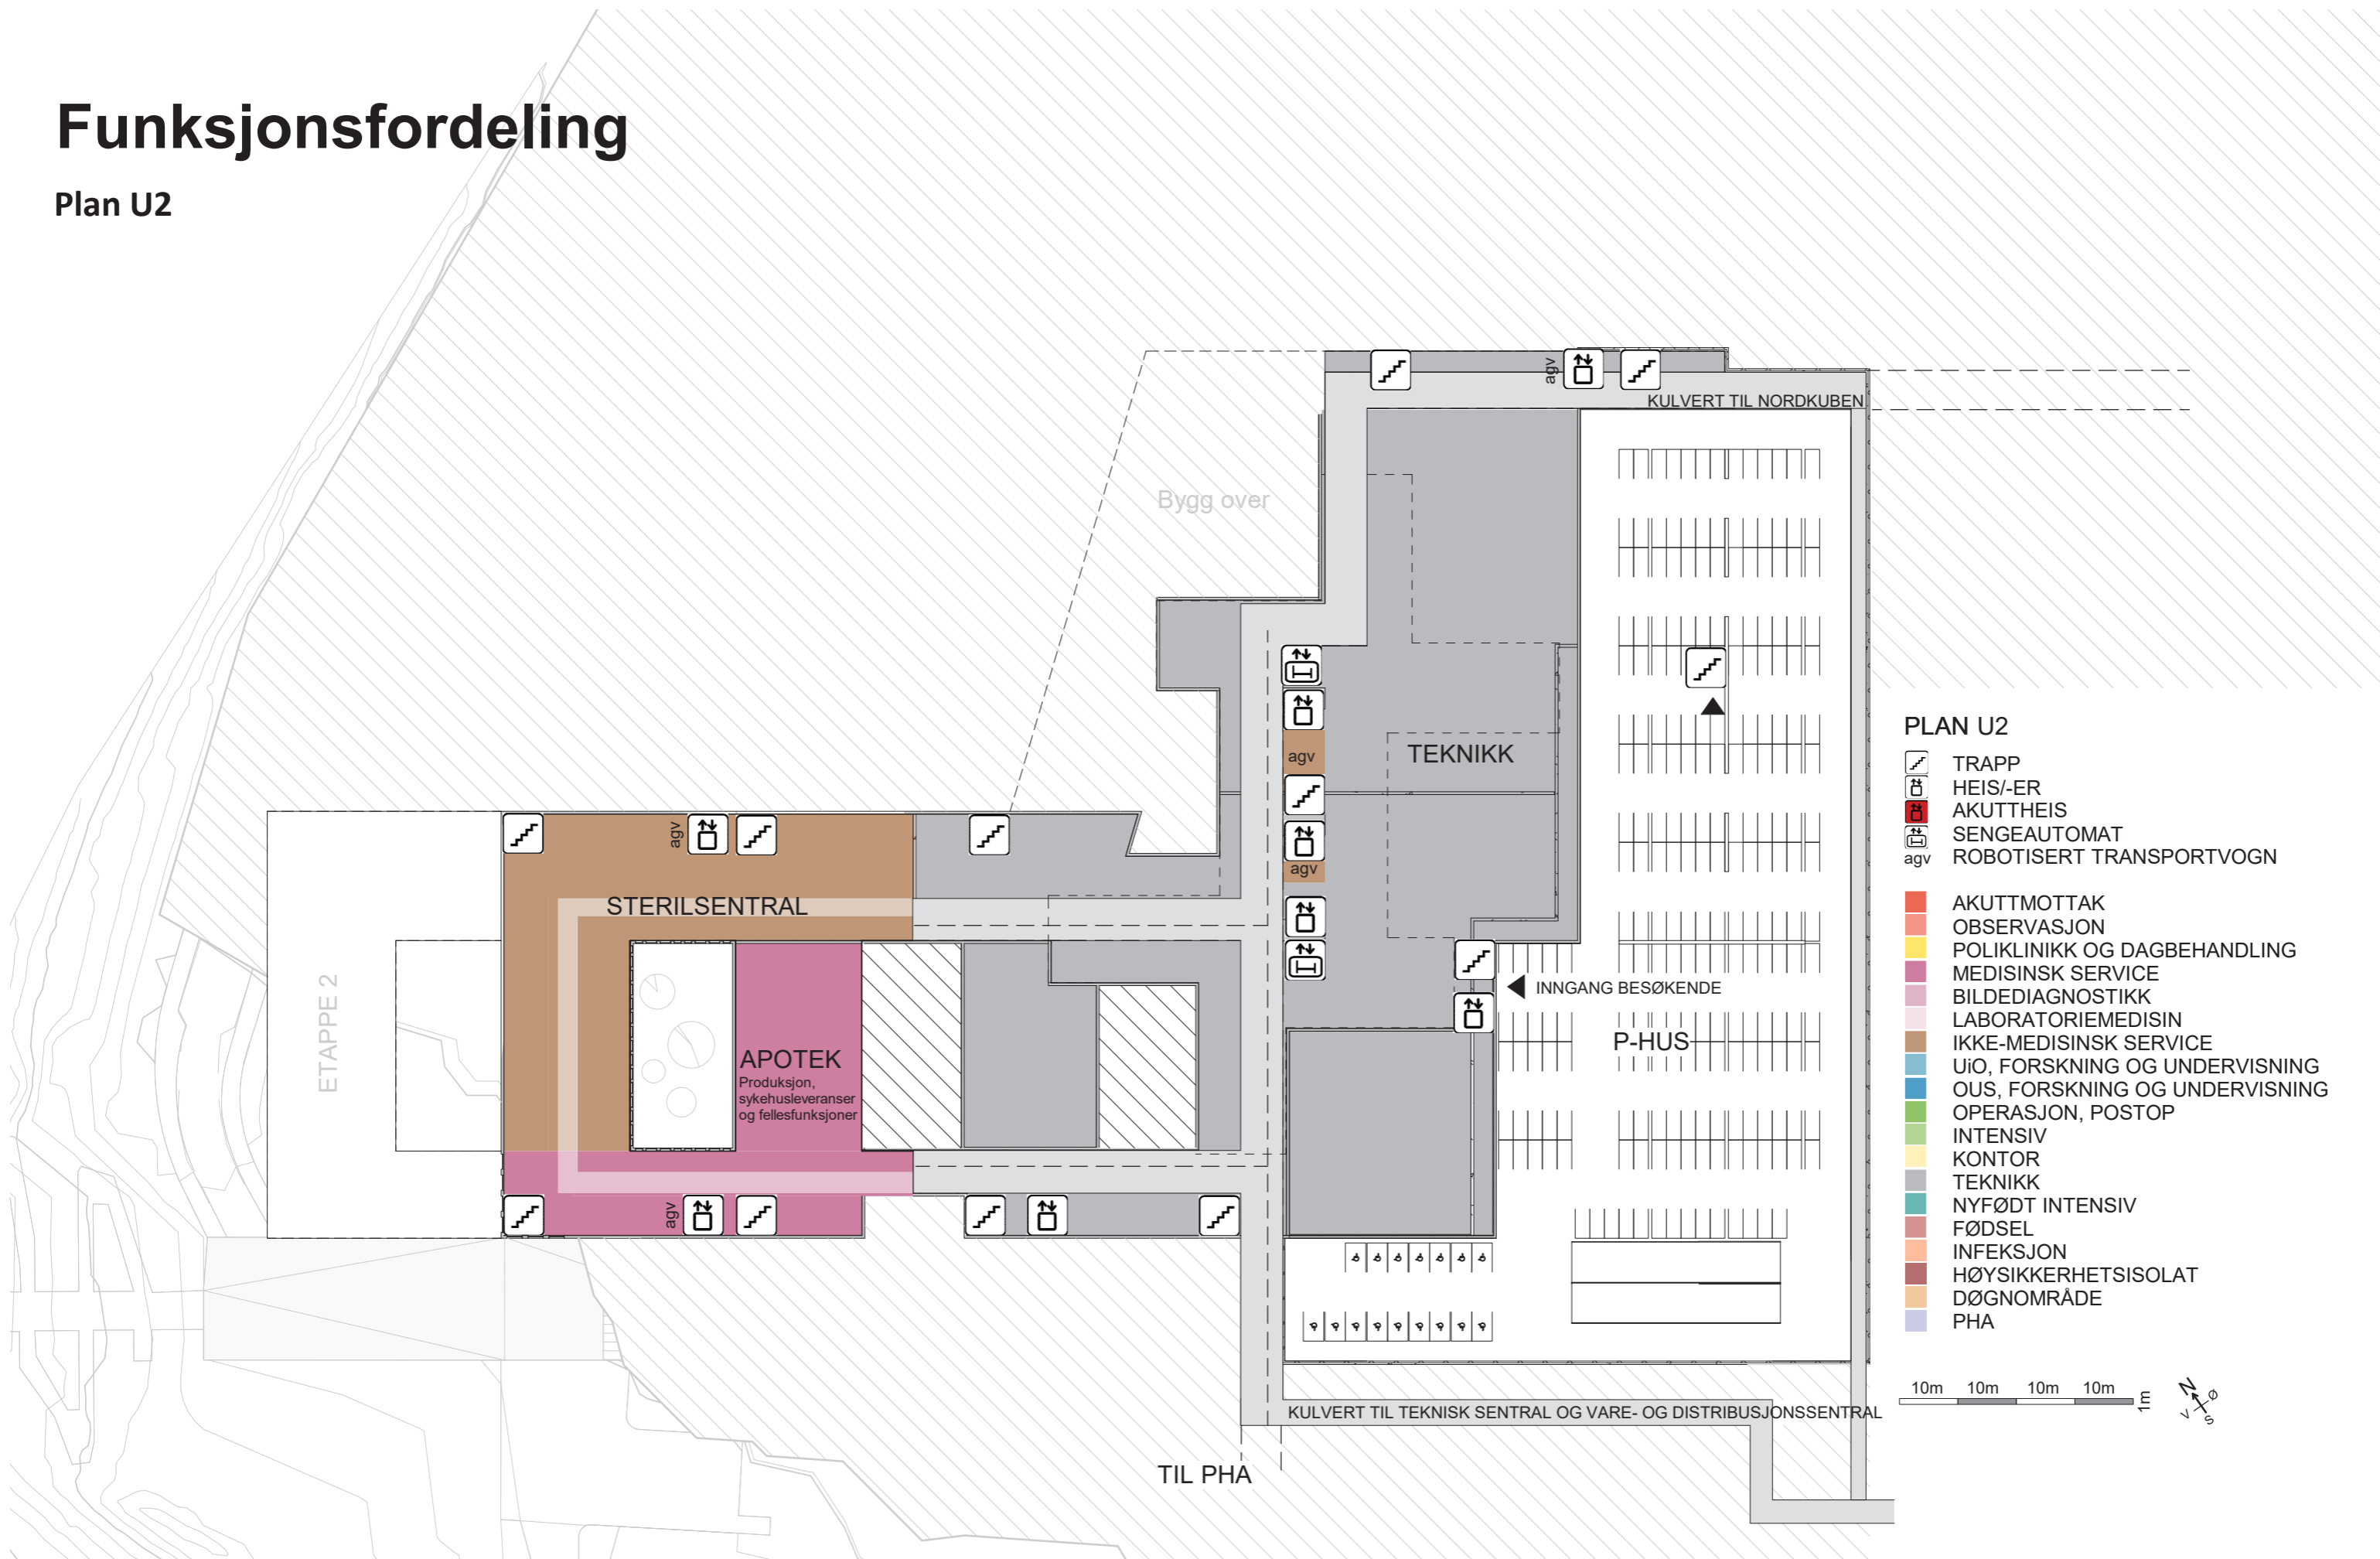 Funksjonsfordeling
Plan U2
agv
KULVERT TIL NORDKUBEN
Bygg over
agv
TEKNIKK
agv
agv
STERILSENTRAL
ETAPPE 2
INNGANG BESØKENDE
P-HUS
APOTEK
Produksjon,
sykehusleveranser
og fellesfunksjoner
agv
KULVERT TIL TEKNISK SENTRAL OG VARE- OG DISTRIBUSJONSSENTRAL
TIL PHA
PLAN U2
TRAPP
HEIS/-ER
AKUTTHEIS
SENGEAUTOMAT
agv ROBOTISERT TRANSPORTVOGN
AKUTTMOTTAK
OBSERVASJON
POLIKLINIKK OG DAGBEHANDLING
MEDISINSK SERVICE
BILDEDIAGNOSTIKK
LABORATORIEMEDISIN
IKKE-MEDISINSK SERVICE
UiO, FORSKNING OG UNDERVISNING
OUS, FORSKNING OG UNDERVISNING
OPERASJON, POSTOP
INTENSIV
KONTOR
TEKNIKK
NYFØDT INTENSIV
FØDSEL
INFEKSJON
HØYSIKKERHETSISOLAT
DØGNOMRÅDE
PHA
10m 10m 10m 10m
1m
N
Ø
V
S